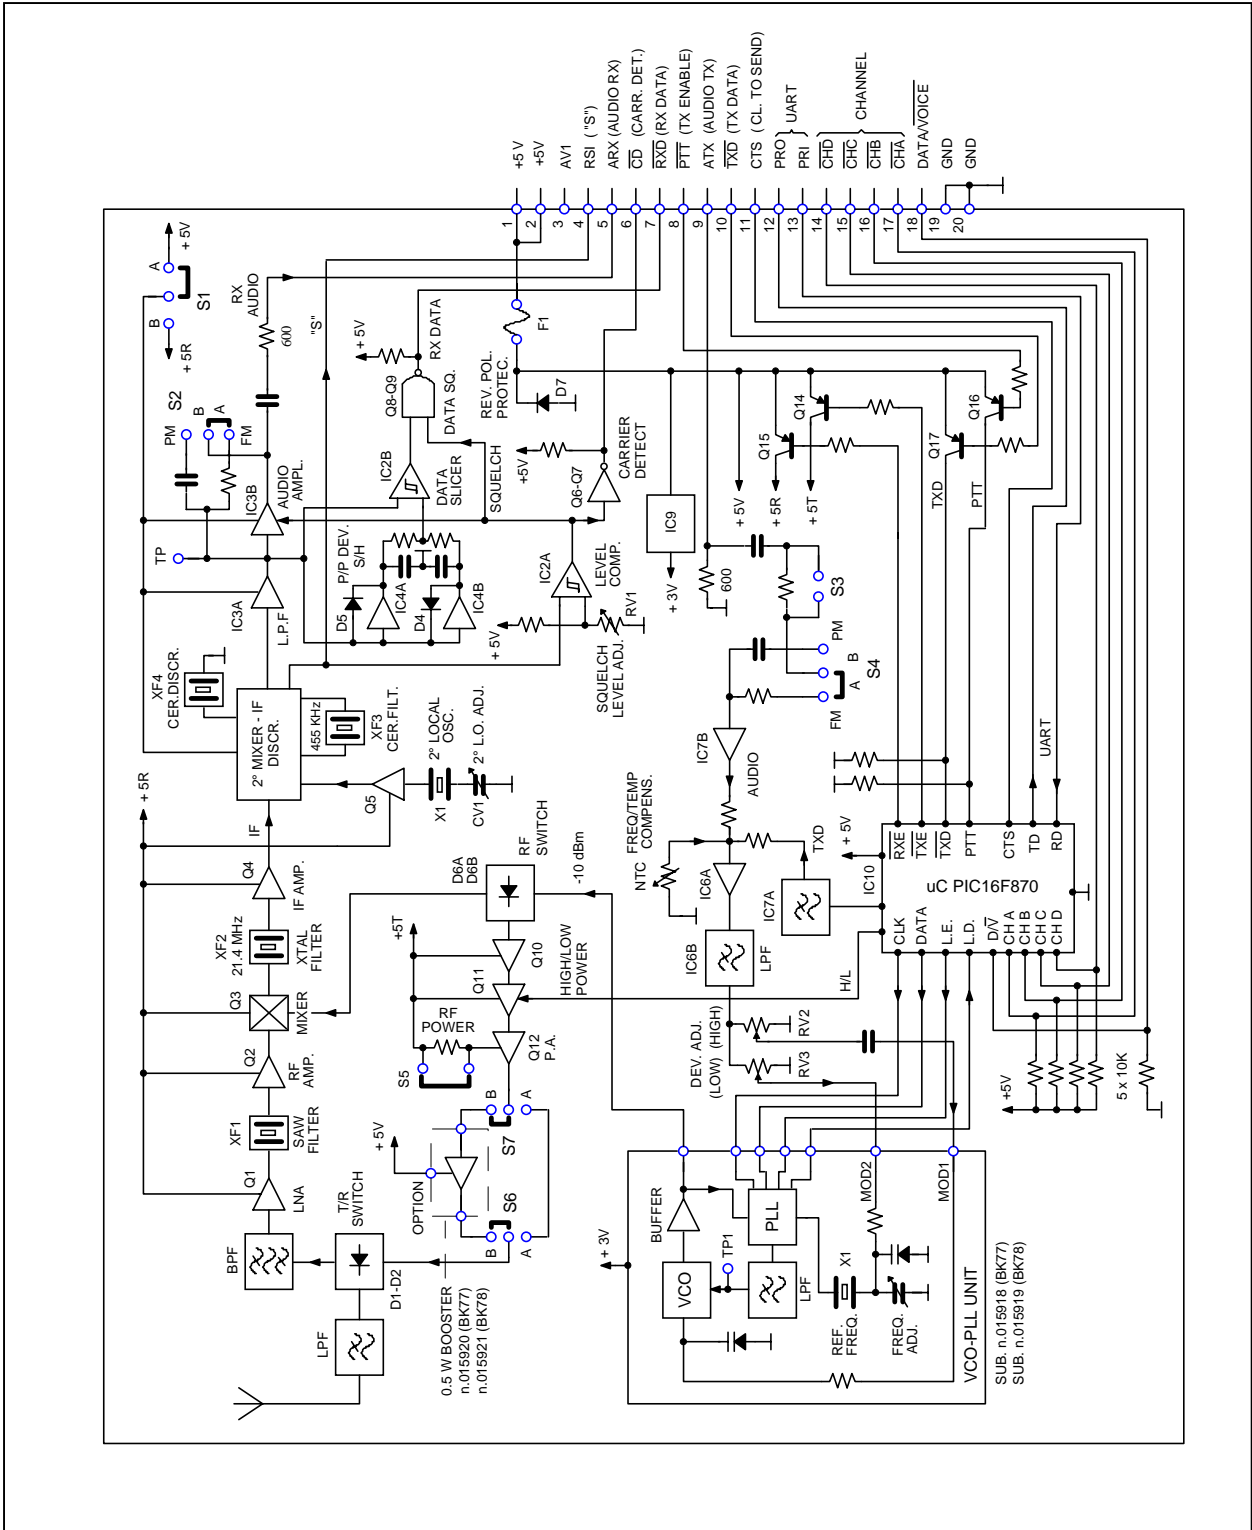 +5 V
+5V
AV1
RSI ( "S")
ARX (AUDIO RX)
CD (CARR. DET.)
RXD (RX DATA)
PTT (TX ENABLE)
ATX (AUDIO TX)
TXD (TX DATA)
CTS ( CL. TO SEND)
PRO
PRI
UART
CHD
CHC
CHB
CHA
CHANNEL
DATA/VOICE
GND
GND
1
2
3
4
5
6
7
8
9
10
11
12
13
14
15
16
17
18
19
20
+ 5V
A
B
S1
+ 5R
RX
AUDIO
600
"S"
S2
PM
B
A
FM
TP
IC3B
AUDIO
AMPL.
IC3A
L.P.F
XF4
CER.DISCR.
2° MIXER - IF
DISCR.
455 KHz
XF3
CER.FILT.
2° LOCAL
OSC.
X1
2° L.O. ADJ.
CV1
Q5
+ 5R
IF
Q4
IF AMP.
XF2
21.4 MHz
XTAL
FILTER
Q3
MIXER
Q2
RF
AMP.
XF1
SAW
FILTER
Q1
LNA
BPF
T/R
SWITCH
D1-D2
LPF
+ 5V
Q8-Q9
RX DATA
DATA SQ.
IC2B
DATA
SLICER
SQUELCH
P/P DEV.
S/H
D5
IC4A
D4
IC4B
+ 5V
IC2A
LEVEL
COMP.
SQUELCH
LEVEL ADJ.
RV1
+5V
Q6-Q7
CARRIER
DETECT
F1
REV. POL.
PROTEC.
D7
RF
SWITCH
D6A
D6B
-10 dBm
Q10
HIGH/LOW
POWER
Q11
+5T
RF
POWER
Q12
P.A.
S5
B
A
S7
+ 5V
OPTION
S6
B
A
0.5 W BOOSTER
n.015920 (BK77)
n.015921 (BK78)
IC9
+ 3V
+ 5V
+ 5R
+ 5T
Q15
Q14
Q17
Q16
TXD
PTT
600
S3
PM
B
S4
A
FM
IC7B
AUDIO
FREQ/TEMP
COMPENS.
NTC
IC6A
IC6B
LPF
TXD
IC7A
DEV. ADJ.
(LOW) (HIGH)
RV2
RV3
H/L
UART
+ 5V
IC10
RXE
TXE
TXD
PTT
CTS
TD
RD
uC PIC16F870
CLK
DATA
L.E.
L.D.
D/V
CH A
CH B
CH C
CH D
+5V
5 x 10K
+ 3V
BUFFER
VCO
TP1
PLL
LPF
X1
REF.
FREQ.
FREQ.
ADJ.
MOD2
MOD1
VCO-PLL UNIT
SUB. n.015918 (BK77)
SUB. n.015919 (BK78)